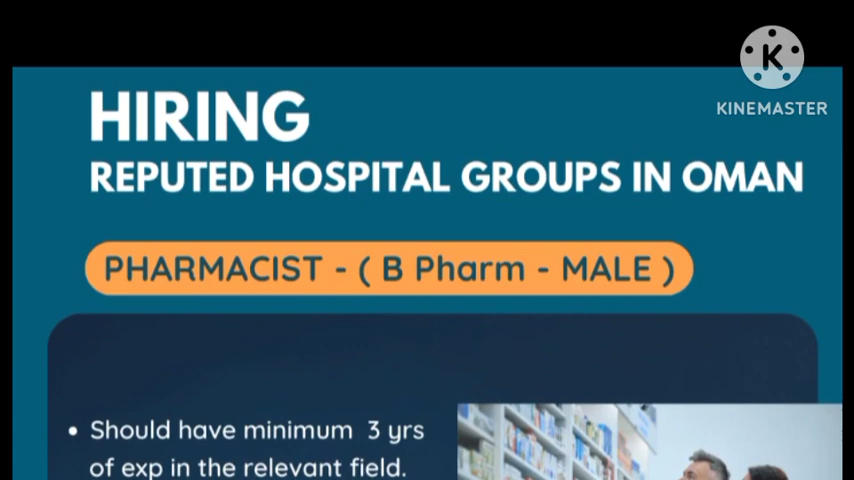 K
KINEMASTER
HIRING
REPUTED HOSPITAL GROUPS IN OMAN
PHARMACIST - ( B Pharm - MALE )
• Should have minimum 3 yrs
of exp in the relevant field.